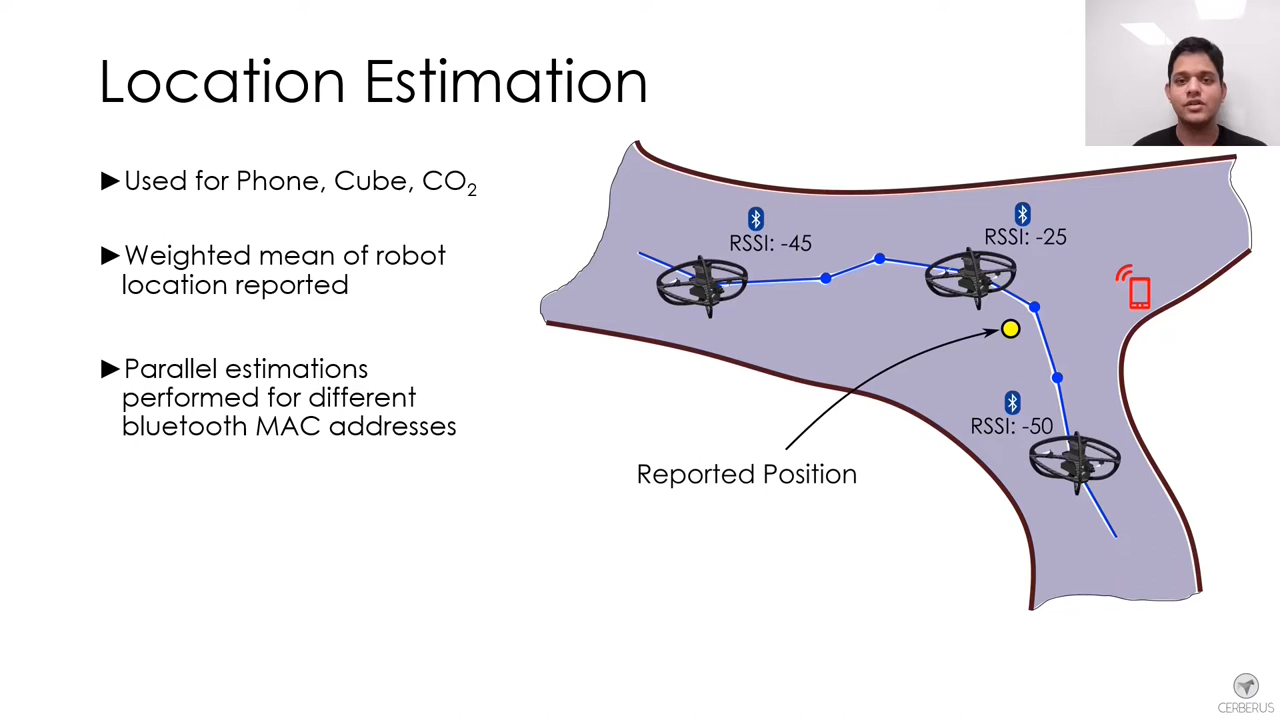 Location Estimation
►Used for Phone, Cube, CO₂
►Weighted mean of robot
location reported
►Parallel estimations
performed for different
bluetooth MAC addresses
RSSI: -45
RSSI: -25
RSSI: -50
Reported Position
CERBERUS